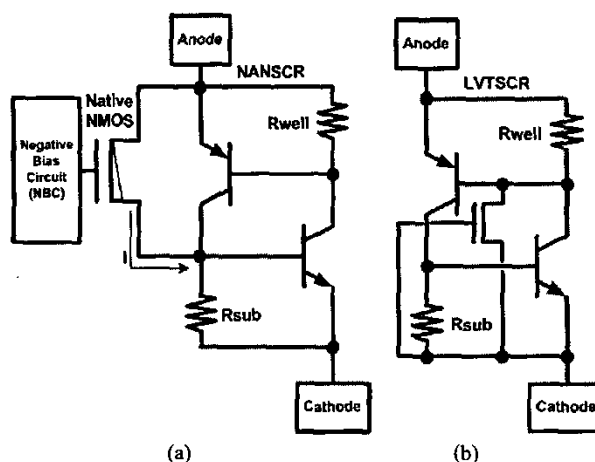 Anode
NANSCR
Native
NMOS
Rwell
Negative
Bias
Circuit
(NBC)
I
Rsub
Cathode
(a)
Anode
LVTSCR
Rwell
Rsub
Cathode
(b)